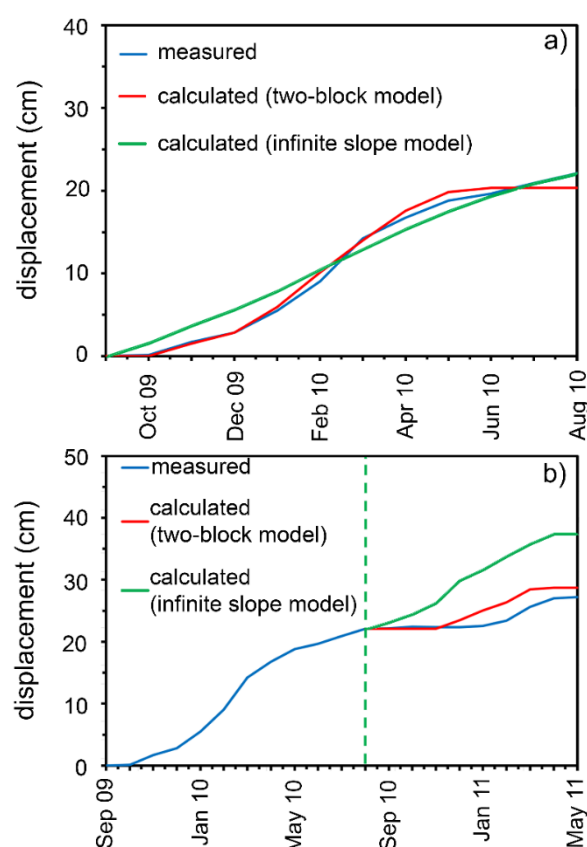 a)
measured
calculated (two-block model)
calculated (infinite slope model)
displacement (cm)
40
30
20
10
0
Oct 09
Dec 09
Feb 10
Apr 10
Jun 10
Aug 10
b)
measured
calculated
(two-block model)
calculated
(infinite slope model)
displacement (cm)
50
40
30
20
10
0
Sep 09
Jan 10
May 10
Sep 10
Jan 11
May 11